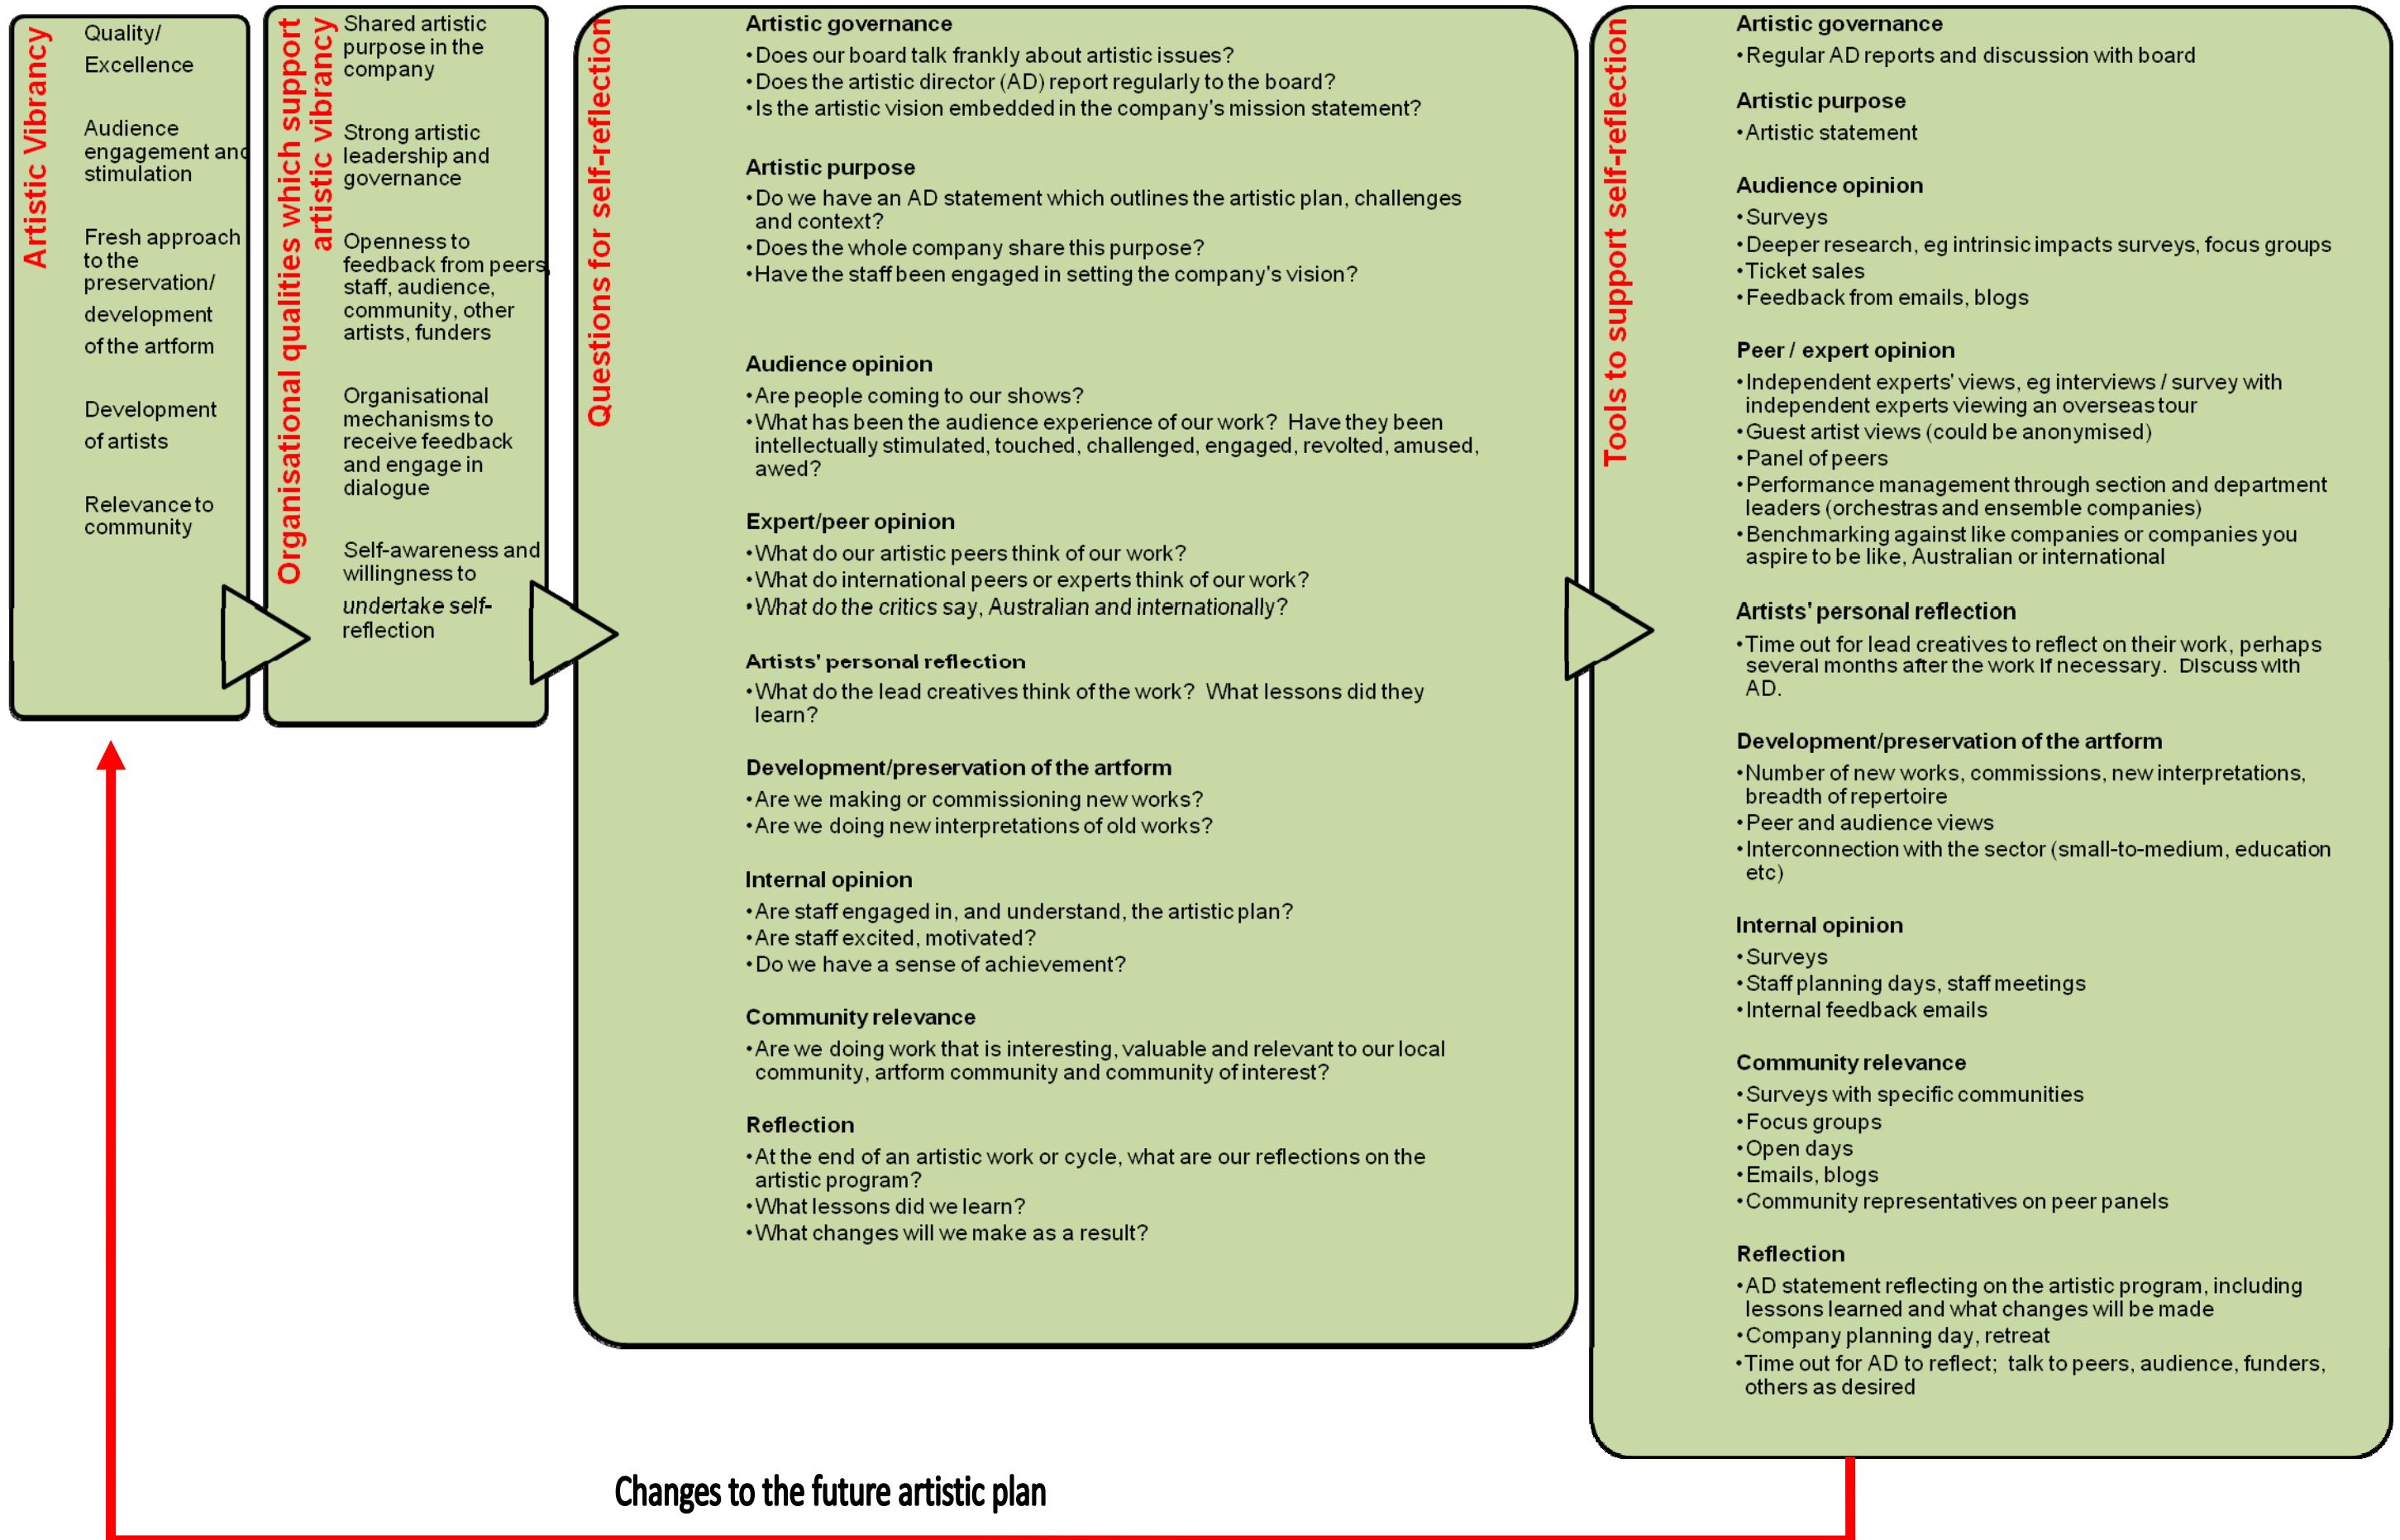 Artistic Vibrancy
Quality/
Excellence
Audience
engagement and
stimulation
Fresh approach
to the
preservation/
development
of the artform
Development
of artists
Relevance to
community
Organisational qualities which support
artistic vibrancy
Shared artistic
purpose in the
company
Strong artistic
leadership and
governance
Openness to
feedback from peers,
staff, audience,
community, other
artists, funders
Organisational
mechanisms to
receive feedback
and engage in
dialogue
Self-awareness and
willingness to
undertake self-
reflection
Questions for self-reflection
Artistic governance
•Does our board talk frankly about artistic issues?
•Does the artistic director (AD) report regularly to the board?
•Is the artistic vision embedded in the company's mission statement?
Artistic purpose
•Do we have an AD statement which outlines the artistic plan, challenges
and context?
•Does the whole company share this purpose?
•Have the staff been engaged in setting the company's vision?
Audience opinion
•Are people coming to our shows?
•What has been the audience experience of our work? Have they been
intellectually stimulated, touched, challenged, engaged, revolted, amused,
awed?
Expert/peer opinion
•What do our artistic peers think of our work?
•What do international peers or experts think of our work?
•What do the critics say, Australian and internationally?
Artists' personal reflection
•What do the lead creatives think of the work? What lessons did they
learn?
Development/preservation of the artform
•Are we making or commissioning new works?
•Are we doing new interpretations of old works?
Internal opinion
•Are staff engaged in, and understand, the artistic plan?
•Are staff excited, motivated?
•Do we have a sense of achievement?
Community relevance
•Are we doing work that is interesting, valuable and relevant to our local
community, artform community and community of interest?
Reflection
•At the end of an artistic work or cycle, what are our reflections on the
artistic program?
•What lessons did we learn?
•What changes will we make as a result?
Tools to support self-reflection
Artistic governance
•Regular AD reports and discussion with board
Artistic purpose
•Artistic statement
Audience opinion
•Surveys
•Deeper research, eg intrinsic impacts surveys, focus groups
•Ticket sales
•Feedback from emails, blogs
Peer / expert opinion
•Independent experts' views, eg interviews / survey with
independent experts viewing an overseas tour
•Guest artist views (could be anonymised)
•Panel of peers
•Performance management through section and department
leaders (orchestras and ensemble companies)
•Benchmarking against like companies or companies you
aspire to be like, Australian or international
Artists' personal reflection
•Time out for lead creatives to reflect on their work, perhaps
several months after the work if necessary. Discuss with
AD.
Development/preservation of the artform
•Number of new works, commissions, new interpretations,
breadth of repertoire
•Peer and audience views
•Interconnection with the sector (small-to-medium, education
etc)
Internal opinion
•Surveys
•Staff planning days, staff meetings
•Internal feedback emails
Community relevance
•Surveys with specific communities
•Focus groups
•Open days
•Emails, blogs
•Community representatives on peer panels
Reflection
•AD statement reflecting on the artistic program, including
lessons learned and what changes will be made
•Company planning day, retreat
•Time out for AD to reflect; talk to peers, audience, funders,
others as desired
Changes to the future artistic plan